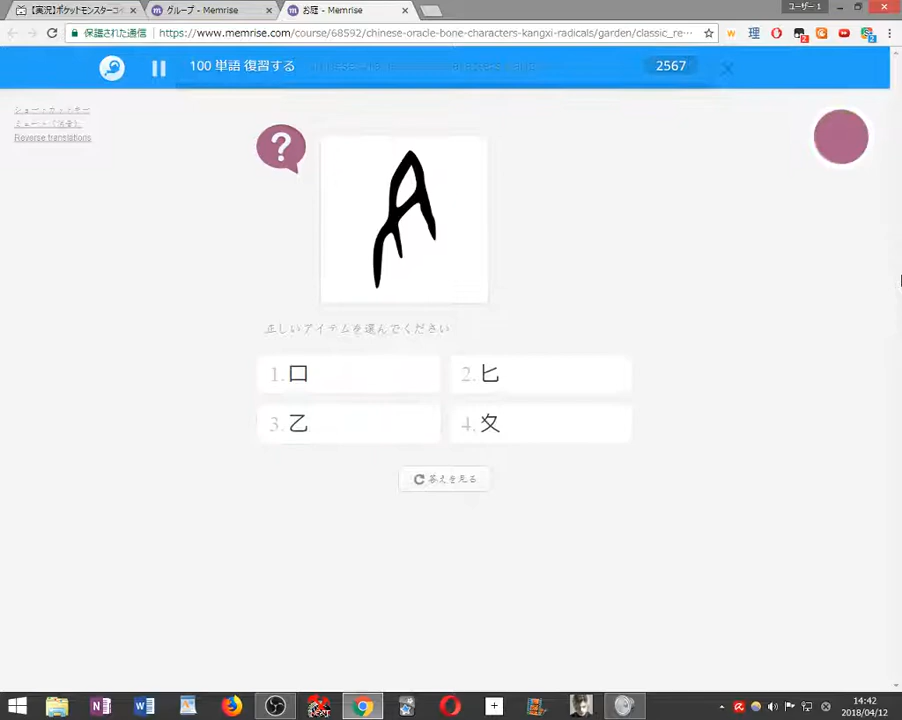 【実況】ポケットモンスターコイ
グループ - Memrise
お庭 - Memrise
ユーザー 1
保護された通信
https://www.memrise.com/course/68592/chinese-oracle-bone-characters-kangxi-radicals/garden/classic_re...
100 単語 復習する
2567
Reverse translations
?
正しいアイテムを選んでください
1. 口
2. 匕
3. 乙
4. 夊
答えを見る
14:42
2018/04/12